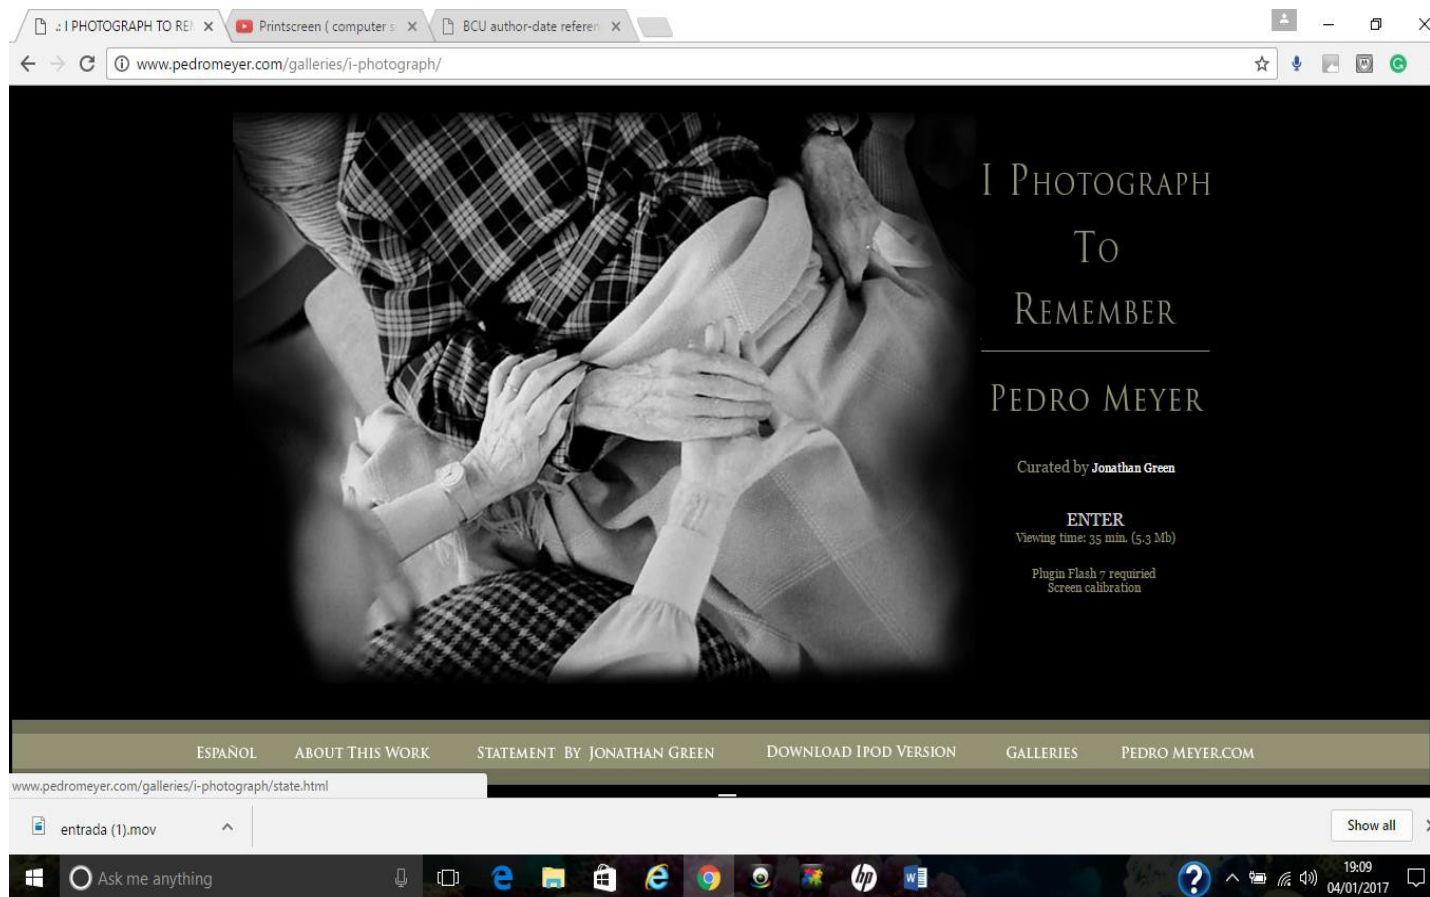 .: I PHOTOGRAPH TO REM
Printscreen ( computer s
BCU author-date referen
www.pedromeyer.com/galleries/i-photograph/
I PHOTOGRAPH
TO
REMEMBER
PEDRO MEYER
Curated by Jonathan Green
ENTER
Viewing time: 35 min. (5.3 Mb)
Plugin Flash 7 requiried
Screen calibration
ESPAÑOL ABOUT THIS WORK STATEMENT BY JONATHAN GREEN DOWNLOAD IPOD VERSION GALLERIES PEDRO MEYER.COM
www.pedromeyer.com/galleries/i-photograph/state.html
entrada (1).mov
Show all
Ask me anything
19:09
04/01/2017